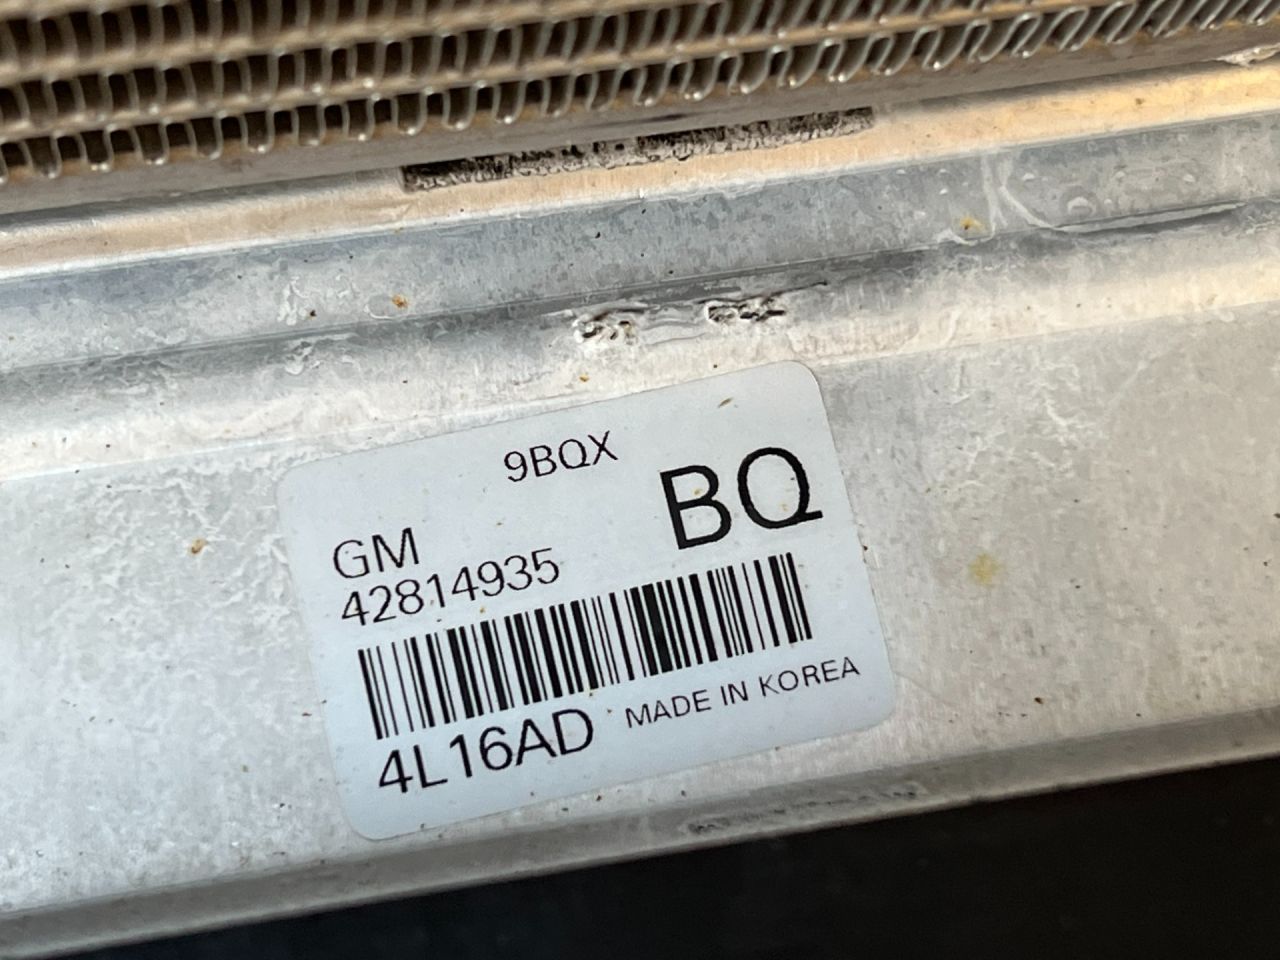 9BQX
BQ
GM
42814935
4L16AD
MADE IN KOREA